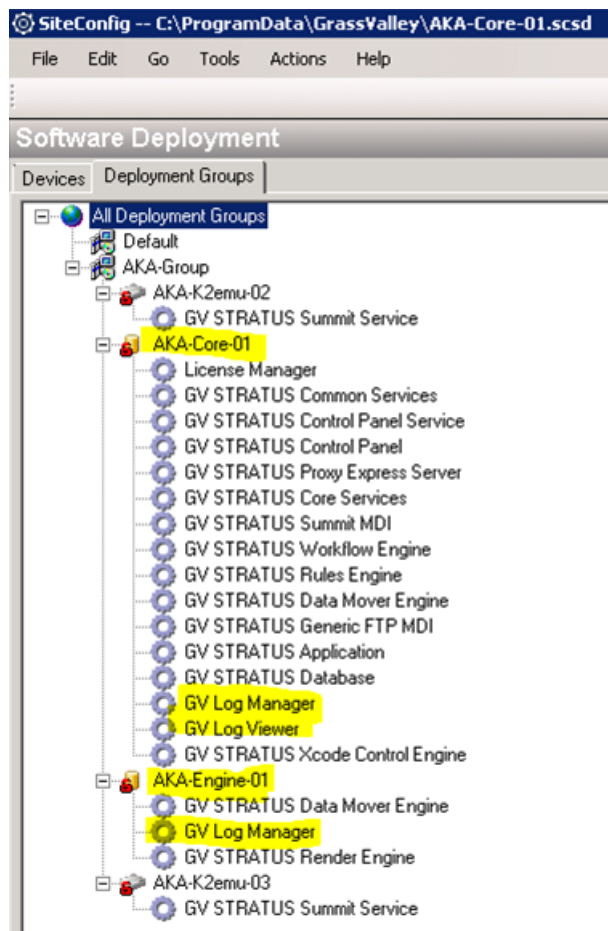 SiteConfig -- C:\ProgramData\GrassValley\AKA-Core-01.scsd
File Edit Go Tools Actions Help
Software Deployment
Devices Deployment Groups
All Deployment Groups
Default
AKA-Group
AKA-K2emu-02
GV STRATUS Summit Service
AKA-Core-01
License Manager
GV STRATUS Common Services
GV STRATUS Control Panel Service
GV STRATUS Control Panel
GV STRATUS Proxy Express Server
GV STRATUS Core Services
GV STRATUS Summit MDI
GV STRATUS Workflow Engine
GV STRATUS Rules Engine
GV STRATUS Data Mover Engine
GV STRATUS Generic FTP MDI
GV STRATUS Application
GV STRATUS Database
GV Log Manager
GV Log Viewer
GV STRATUS Xcode Control Engine
AKA-Engine-01
GV STRATUS Data Mover Engine
GV Log Manager
GV STRATUS Render Engine
AKA-K2emu-03
GV STRATUS Summit Service